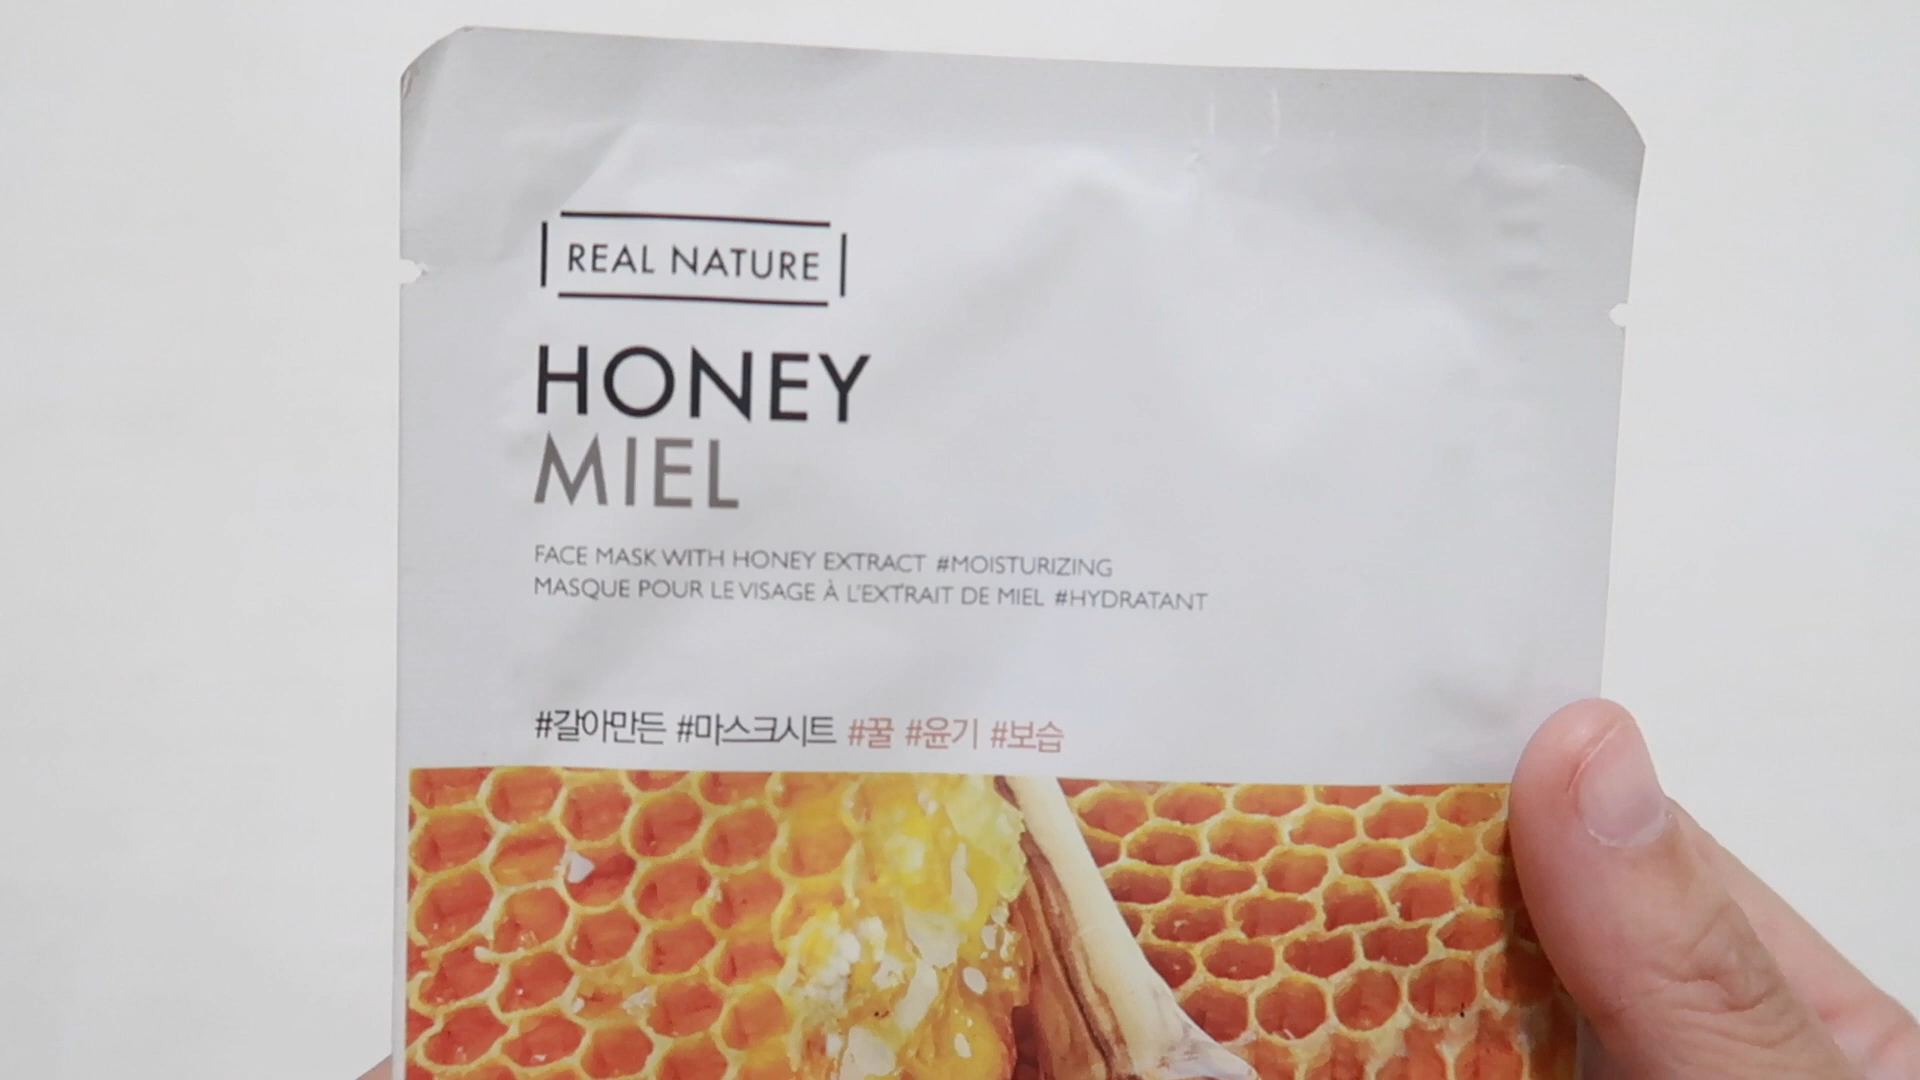 REAL NATURE
HONEY
MIEL
FACE MASK WITH HONEY EXTRACT #MOISTURIZING
MASQUE POUR LE VISAGE À L'EXTRAIT DE MIEL #HYDRATANT
#갈아만든 #마스크시트 #꿀 #윤기 #보습